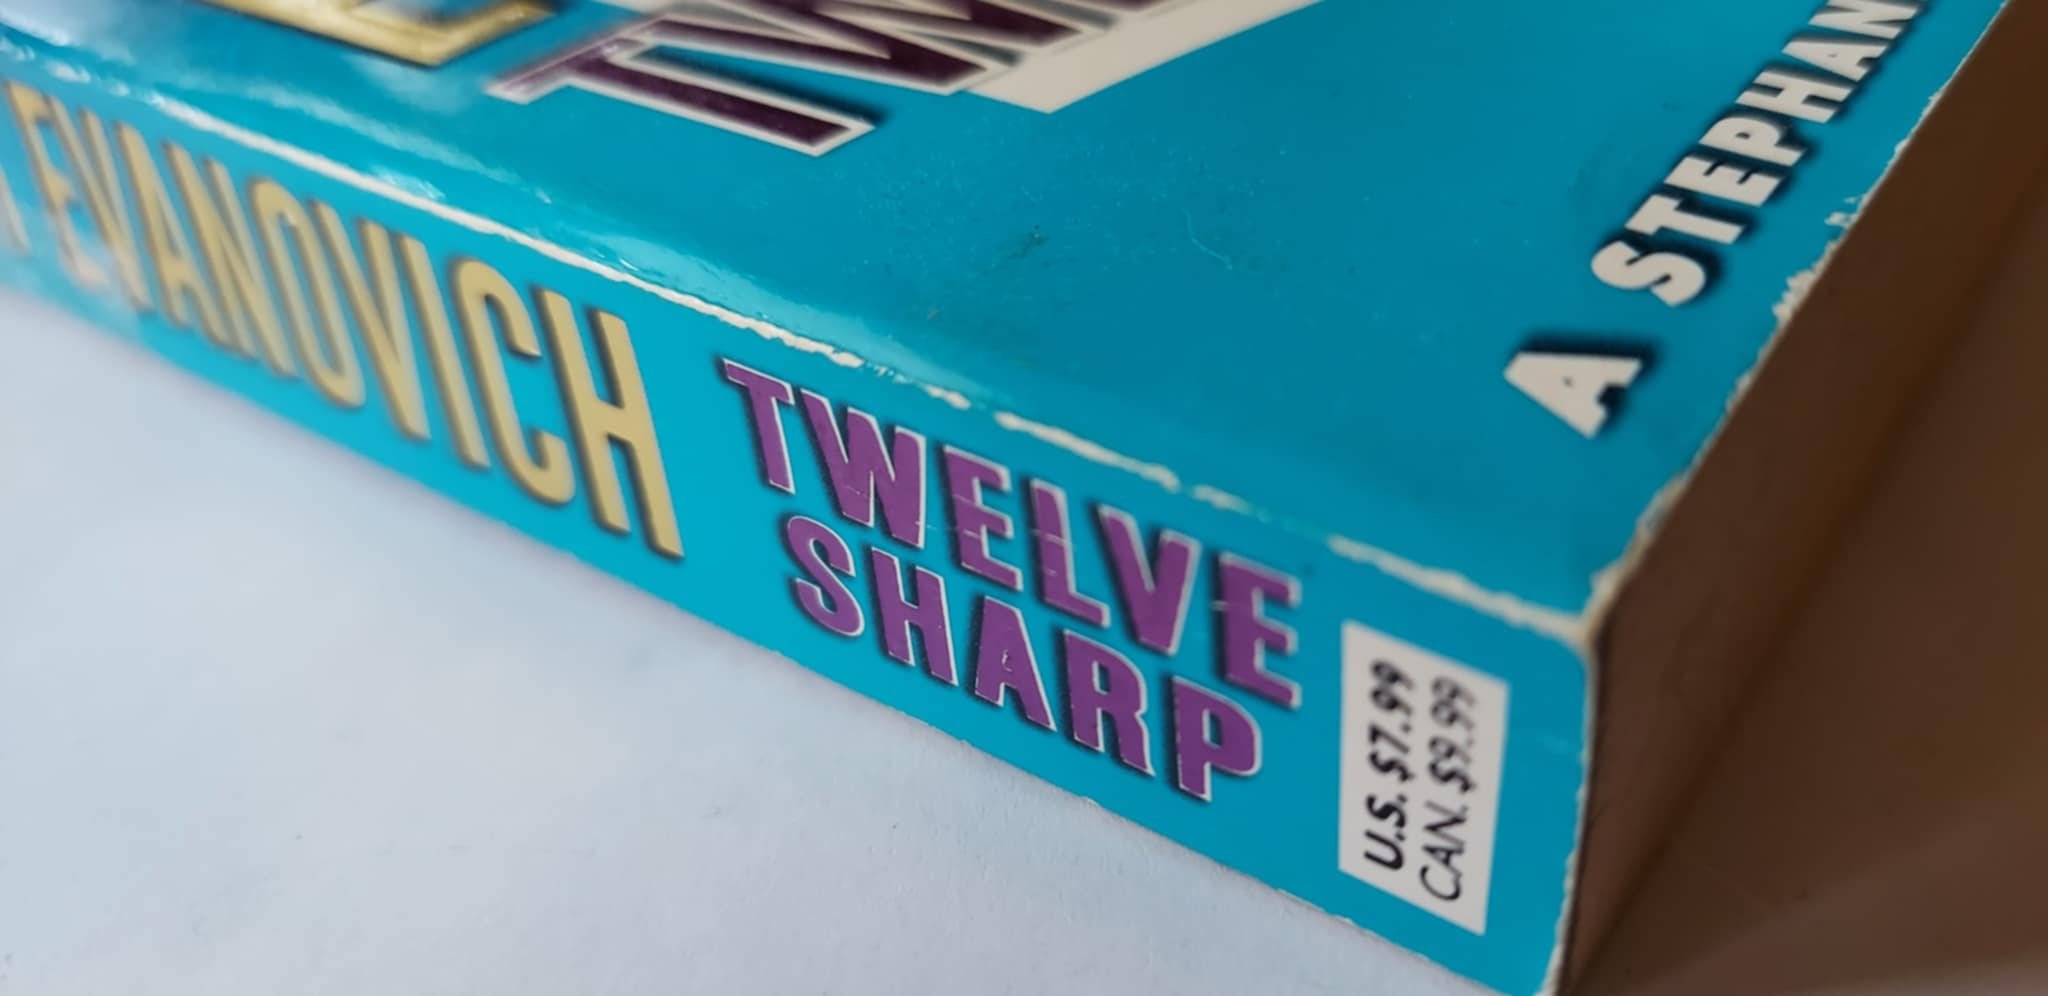 A STEPHAN
EVANOVICH
TWELVE
SHARP
U.S. $7.99
CAN. $9.99